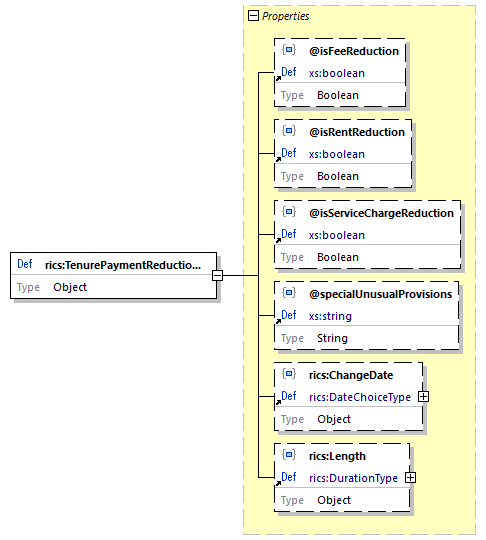 Properties
@isFeeReduction
Def xs:boolean
Type Boolean
@isRentReduction
Def xs:boolean
Type Boolean
@isServiceChargeReduction
Def xs:boolean
Type Boolean
Def rics:TenurePaymentReductio...
Type Object
@specialUnusualProvisions
Def xs:string
Type String
rics:ChangeDate
Def rics:DateChoiceType
Type Object
rics:Length
Def rics:DurationType
Type Object